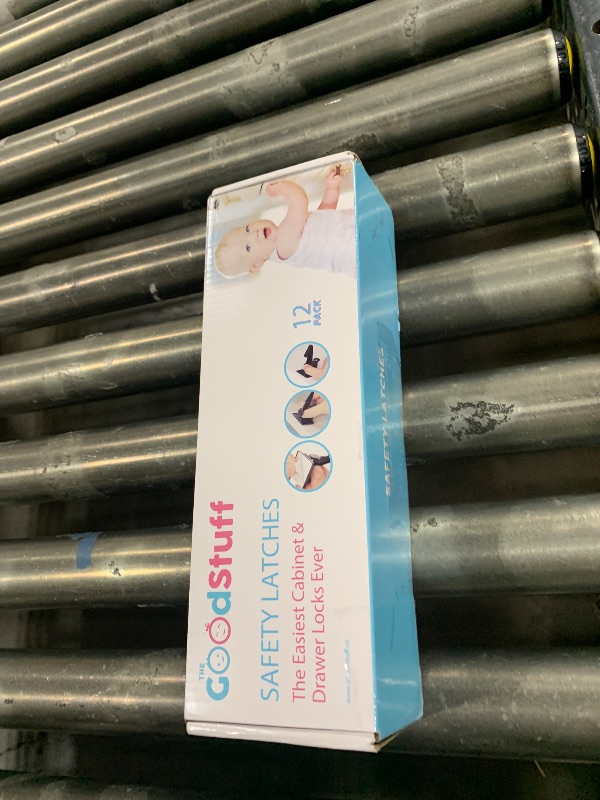 THE
GOOdstuff
SAFETY LATCHES
The Easiest Cabinet &
Drawer Locks Ever
12
PACK
SAFETY LATCHES